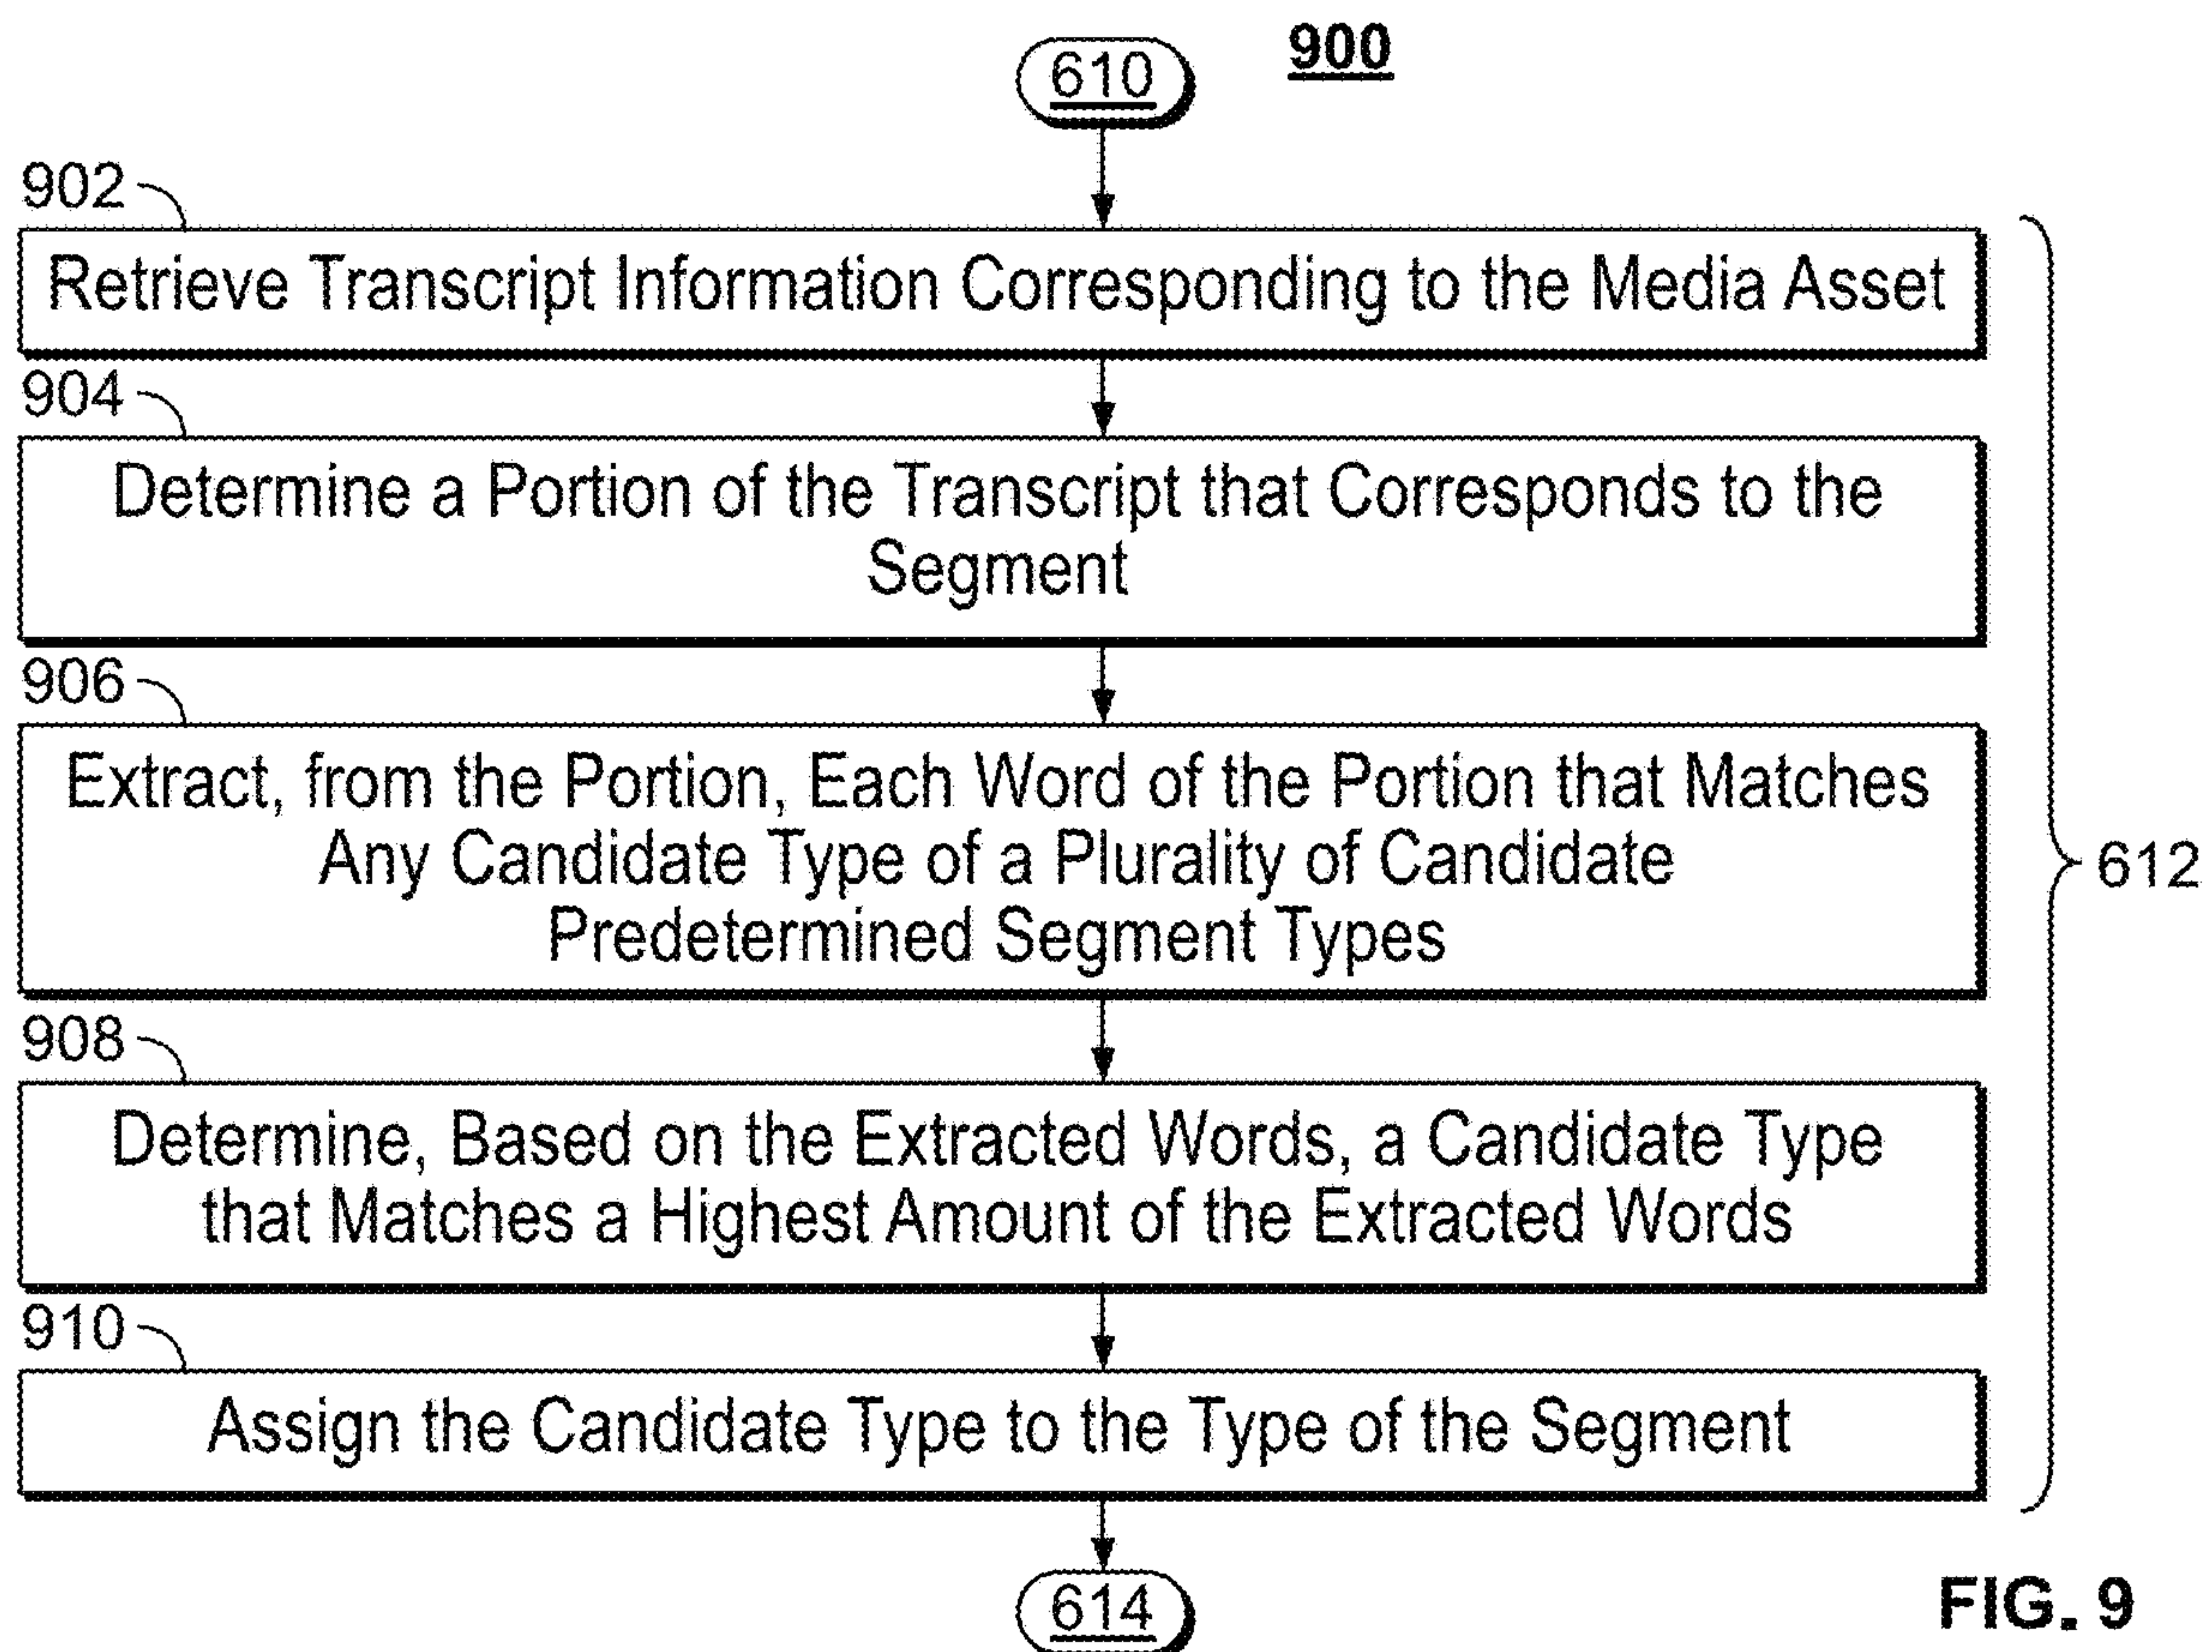 610
900
902
Retrieve Transcript Information Corresponding to the Media Asset
904
Determine a Portion of the Transcript that Corresponds to the
Segment
906
Extract, from the Portion, Each Word of the Portion that Matches
Any Candidate Type of a Plurality of Candidate
Predetermined Segment Types
612
908
Determine, Based on the Extracted Words, a Candidate Type
that Matches a Highest Amount of the Extracted Words
910
Assign the Candidate Type to the Type of the Segment
614
FIG. 9